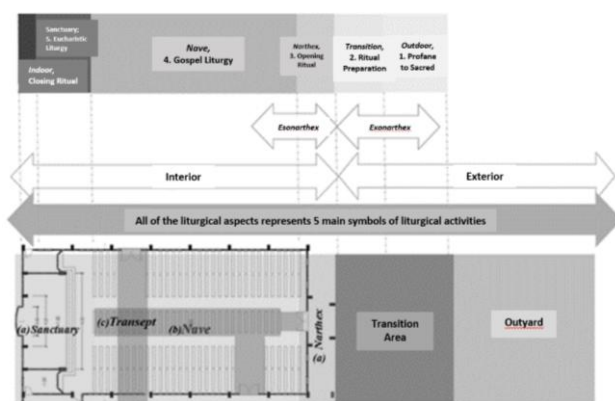 Sanctuary;
5. Eucharistic
Liturgy
Indoor,
Closing Ritual
Nave,
4. Gospel Liturgy
Narthex,
3. Opening
Ritual
Transition,
2. Ritual
Preparation
Outdoor,
1. Profane
to Sacred
Esonarthex
Exonarthex
Interior
Exterior
All of the liturgical aspects represents 5 main symbols of liturgical activities
(a)Sanctuary
(c)Transept
(b)Nave
Narthex
(a)
Transition
Area
Outyard